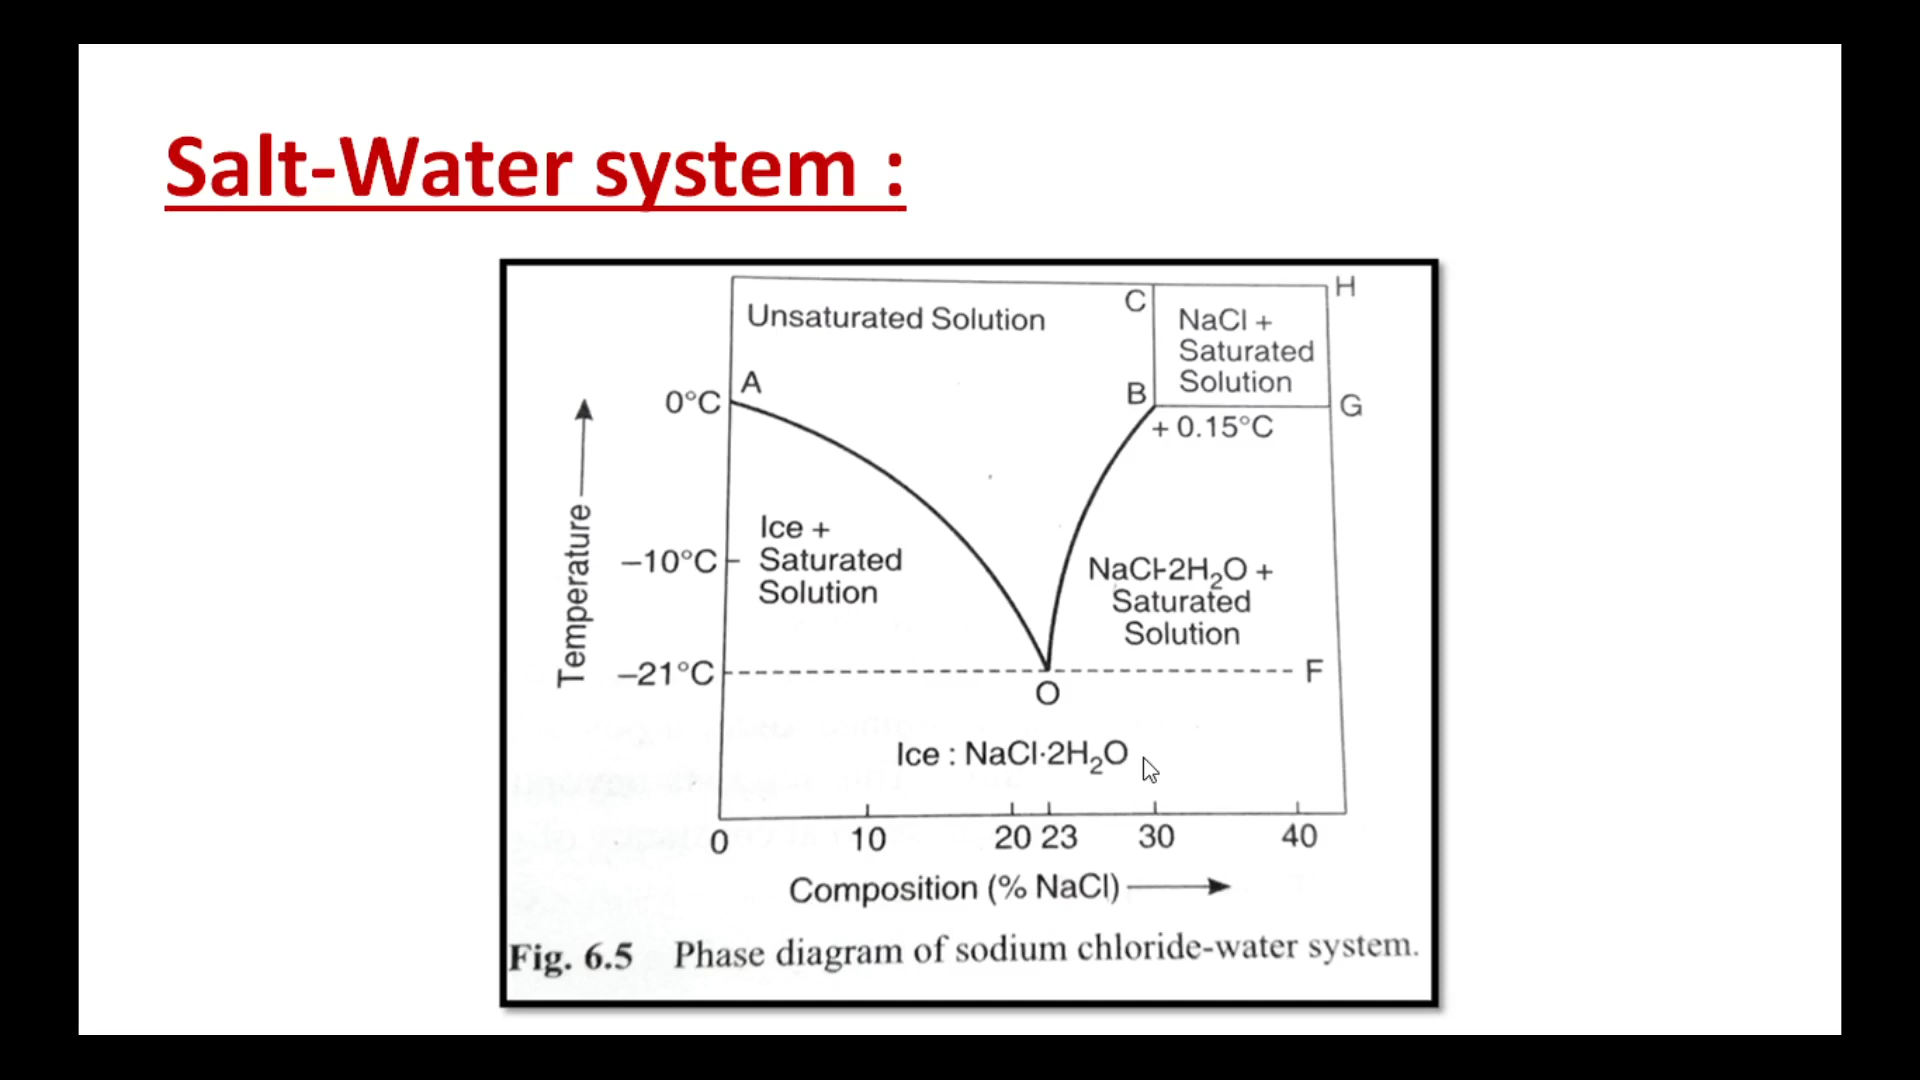 Salt-Water system :
H
C
Unsaturated Solution
NaCl +
Saturated
Solution
A
B
0°C
G
+ 0.15°C
Temperature
Ice +
Saturated
Solution
–10°C
NaCl·2H₂O +
Saturated
Solution
–21°C
F
O
Ice : NaCl·2H₂O
0 10 20 23 30 40
Composition (% NaCl)
Fig. 6.5 Phase diagram of sodium chloride-water system.